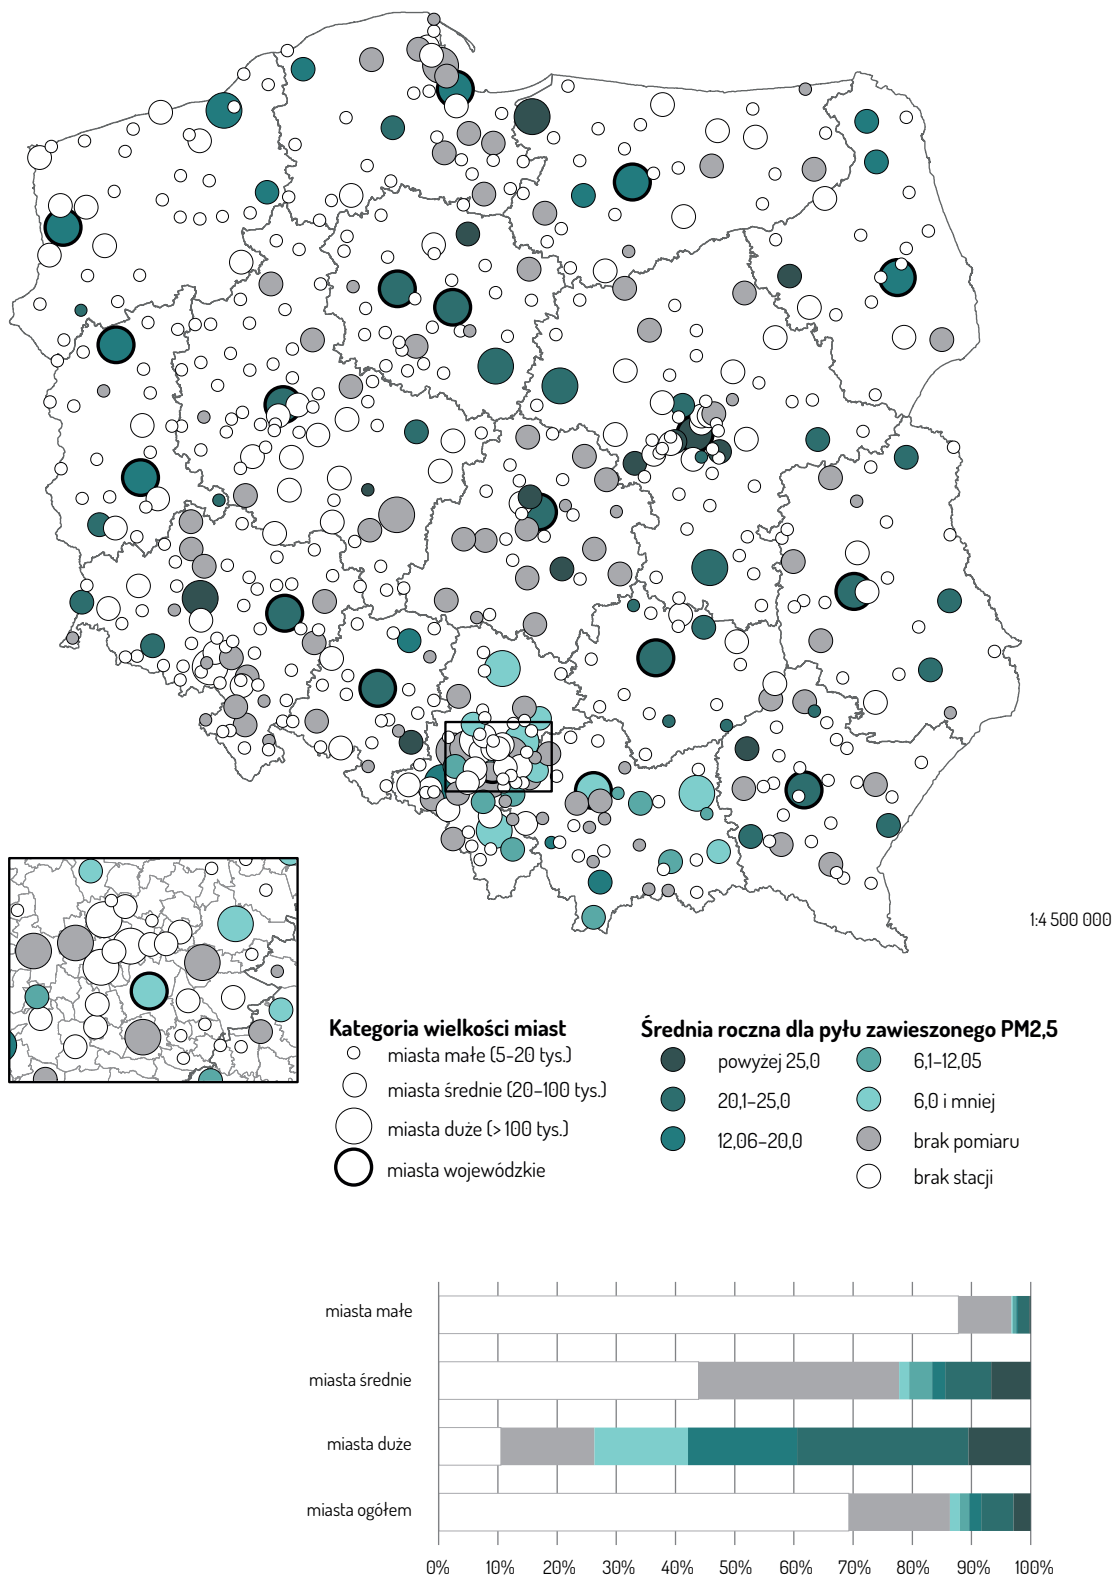 1:4 500 000
Kategoria wielkości miast
miasta małe (5–20 tys.)
miasta średnie (20–100 tys.)
miasta duże (> 100 tys.)
miasta wojewódzkie
Średnia roczna dla pyłu zawieszonego PM2,5
powyżej 25,0
20,1–25,0
12,06–20,0
6,1–12,05
6,0 i mniej
brak pomiaru
brak stacji
miasta małe
miasta średnie
miasta duże
miasta ogółem
0% 10% 20% 30% 40% 50% 60% 70% 80% 90% 100%